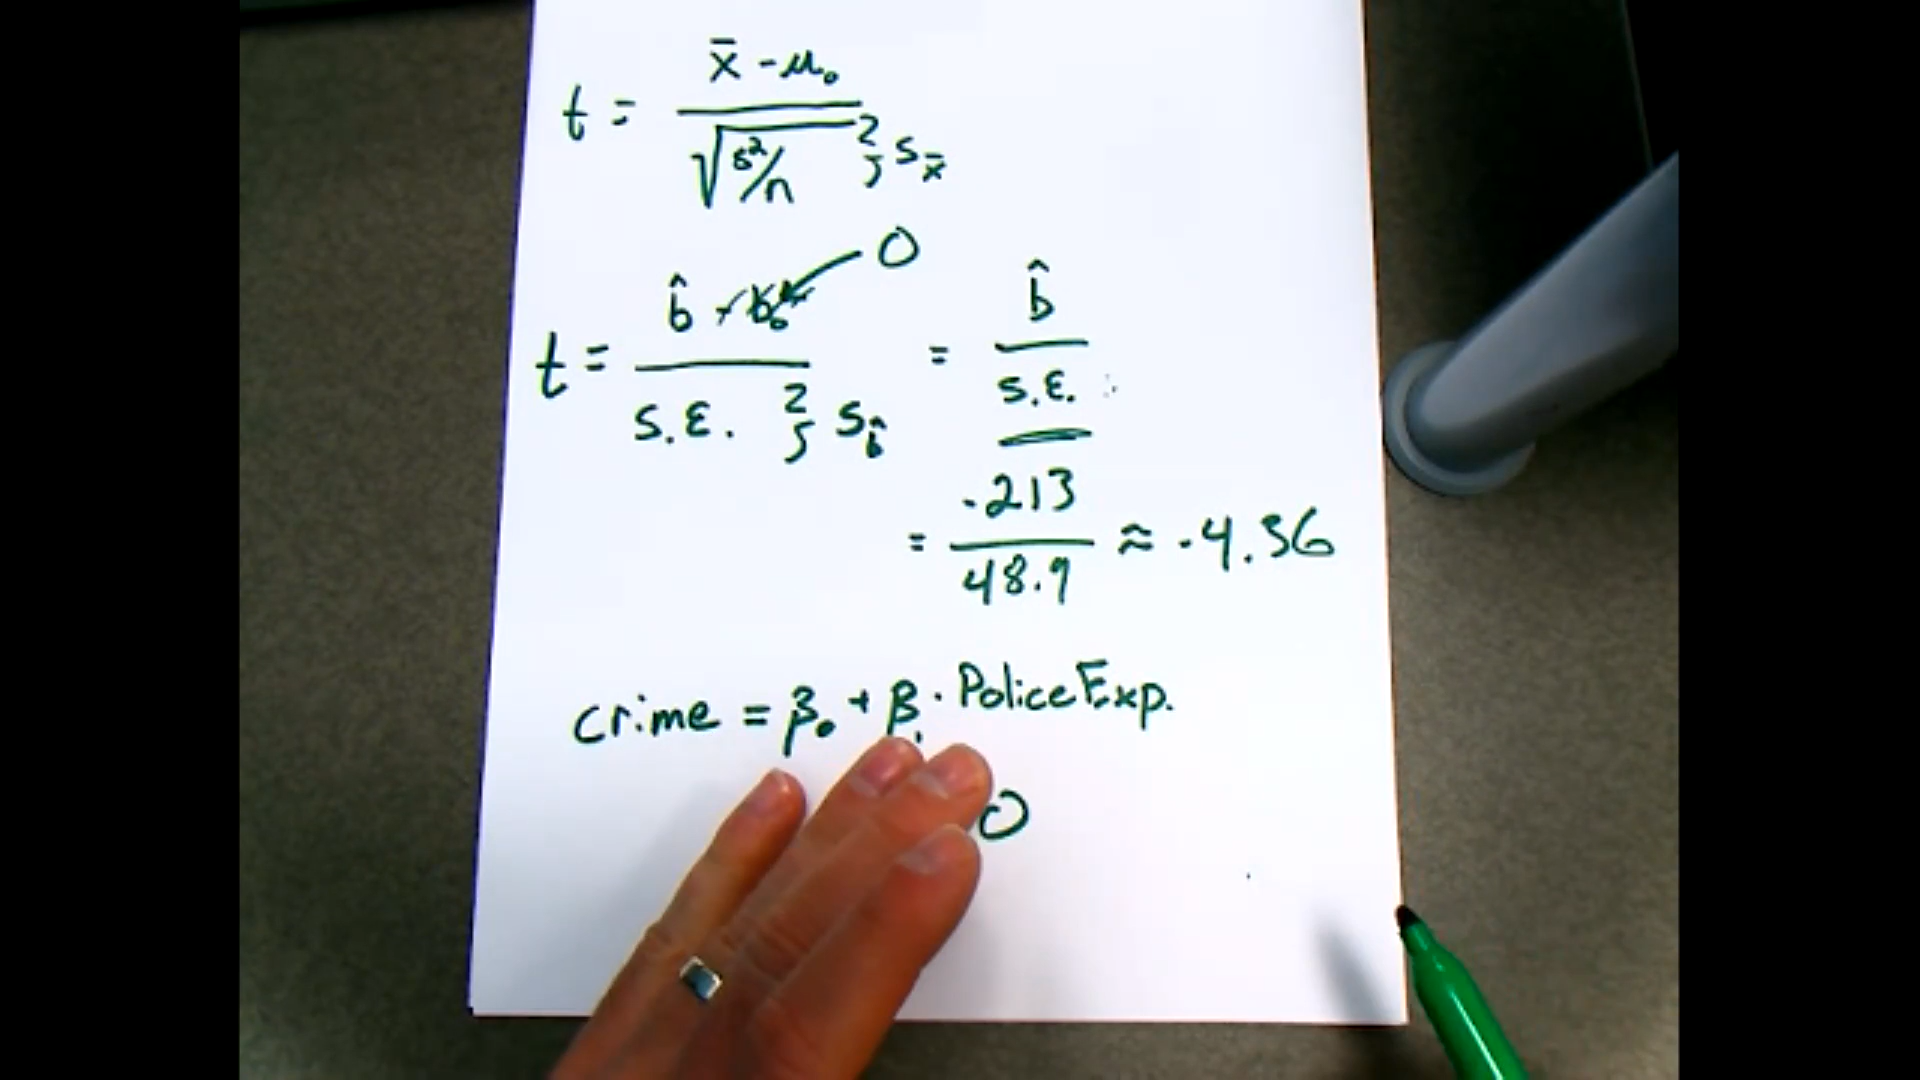 t = x̄ - μ₀
√s²/n } s_x̄
0
t = b̂ - b₀ = b̂
S.E. } s_b̂ S.E.
= -213 ≈ -4.36
48.9
crime = β₀ + β₁ · PoliceExp.
0